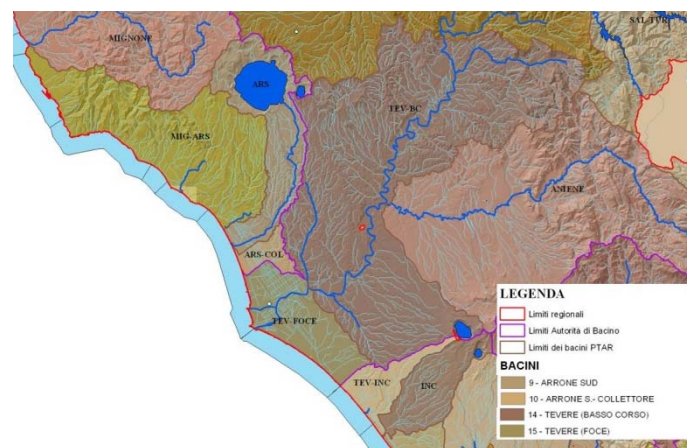 MIGNONE
SAL-TUR
ARS
TEV-BC
MIG-ARS
ANIENE
ARS-COL
TEV-FOCE
TEV-INC
INC
LEGENDA
Limiti regionali
Limiti Autorità di Bacino
Limiti dei bacini PTAR
BACINI
9 - ARRONE SUD
10 - ARRONE S.- COLLETTORE
14 - TEVERE (BASSO CORSO)
15 - TEVERE (FOCE)